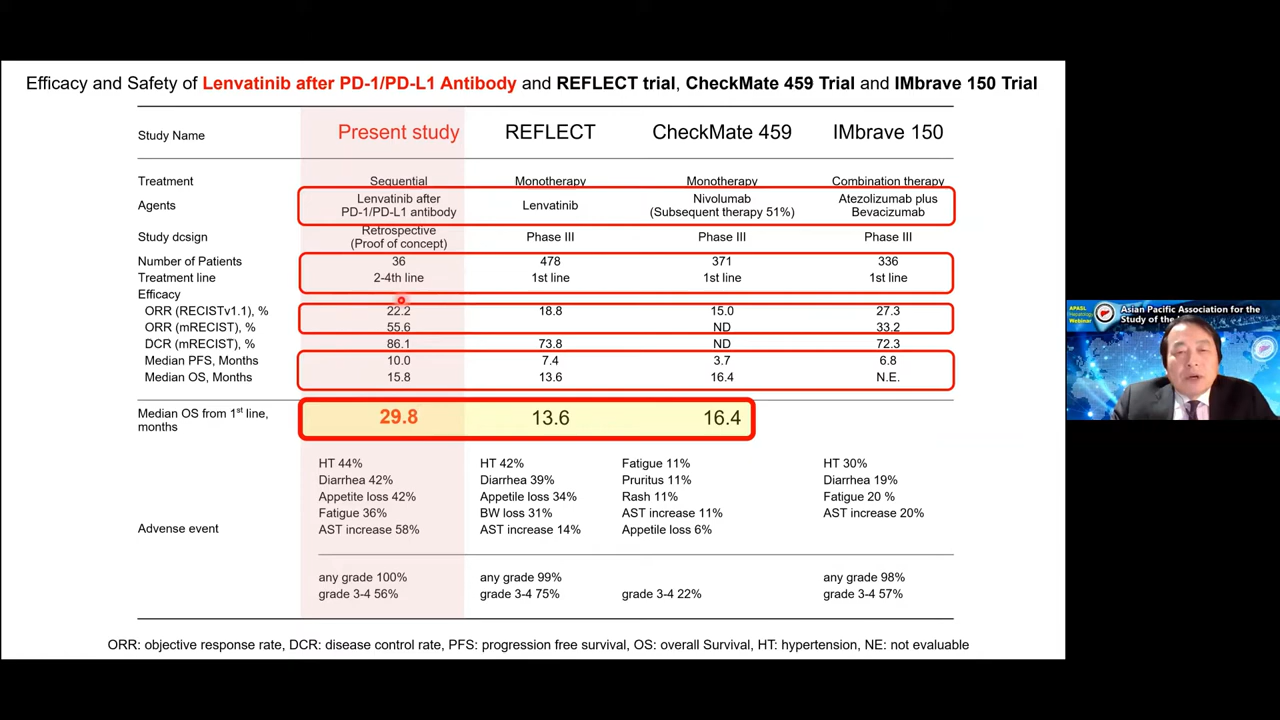 Efficacy and Safety of Lenvatinib after PD-1/PD-L1 Antibody and REFLECT trial, CheckMate 459 Trial and IMbrave 150 Trial
Study Name Present study REFLECT CheckMate 459 IMbrave 150
Treatment Sequential Monotherapy Monotherapy Combination therapy
Agents Lenvatinib after PD-1/PD-L1 antibody Lenvatinib Nivolumab (Subsequent therapy 51%) Atezolizumab plus Bevacizumab
Study dcsign Retrospective (Proof of concept) Phase III Phase III Phase III
Number of Patients 36 478 371 336
Treatment line 2-4th line 1st line 1st line 1st line
Efficacy
ORR (RECISTv1.1), % 22.2 18.8 15.0 27.3
ORR (mRECIST), % 55.6 ND 33.2
DCR (mRECIST), % 86.1 73.8 ND 72.3
Median PFS, Months 10.0 7.4 3.7 6.8
Median OS, Months 15.8 13.6 16.4 N.E.
Median OS from 1st line, months 29.8 13.6 16.4
Adverse event
HT 44% HT 42% Fatigue 11% HT 30%
Diarrhea 42% Diarrhea 39% Pruritus 11% Diarrhea 19%
Appetite loss 42% Appetile loss 34% Rash 11% Fatigue 20 %
Fatigue 36% BW loss 31% AST increase 11% AST increase 20%
AST increase 58% AST increase 14% Appetile loss 6%
any grade 100% any grade 99% any grade 98%
grade 3-4 56% grade 3-4 75% grade 3-4 22% grade 3-4 57%
ORR: objective response rate, DCR: disease control rate, PFS: progression free survival, OS: overall Survival, HT: hypertension, NE: not evaluable
APASL Hepatology Webinar
Asian Pacific Association for the
Study of the